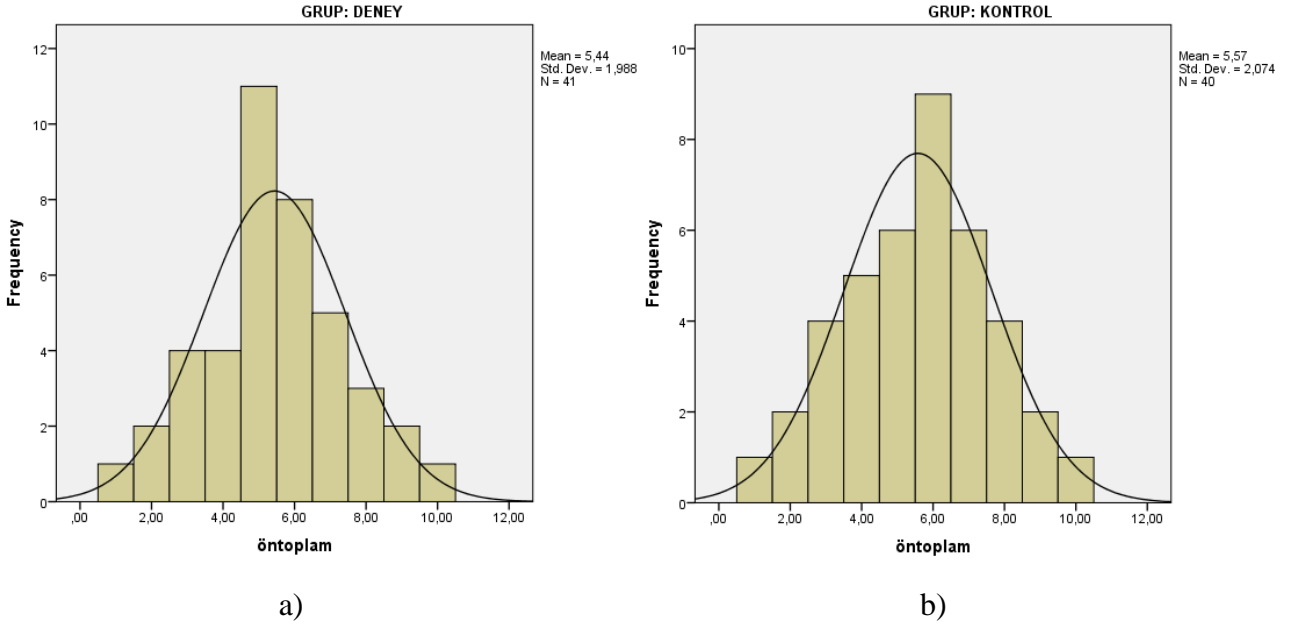 GRUP: DENEY
Mean = 5,44
Std. Dev. = 1,988
N = 41
12
10
8
6
4
2
0
Frequency
,00 2,00 4,00 6,00 8,00 10,00 12,00
öntoplam
a)
GRUP: KONTROL
Mean = 5,57
Std. Dev. = 2,074
N = 40
10
8
6
4
2
0
Frequency
,00 2,00 4,00 6,00 8,00 10,00 12,00
öntoplam
b)